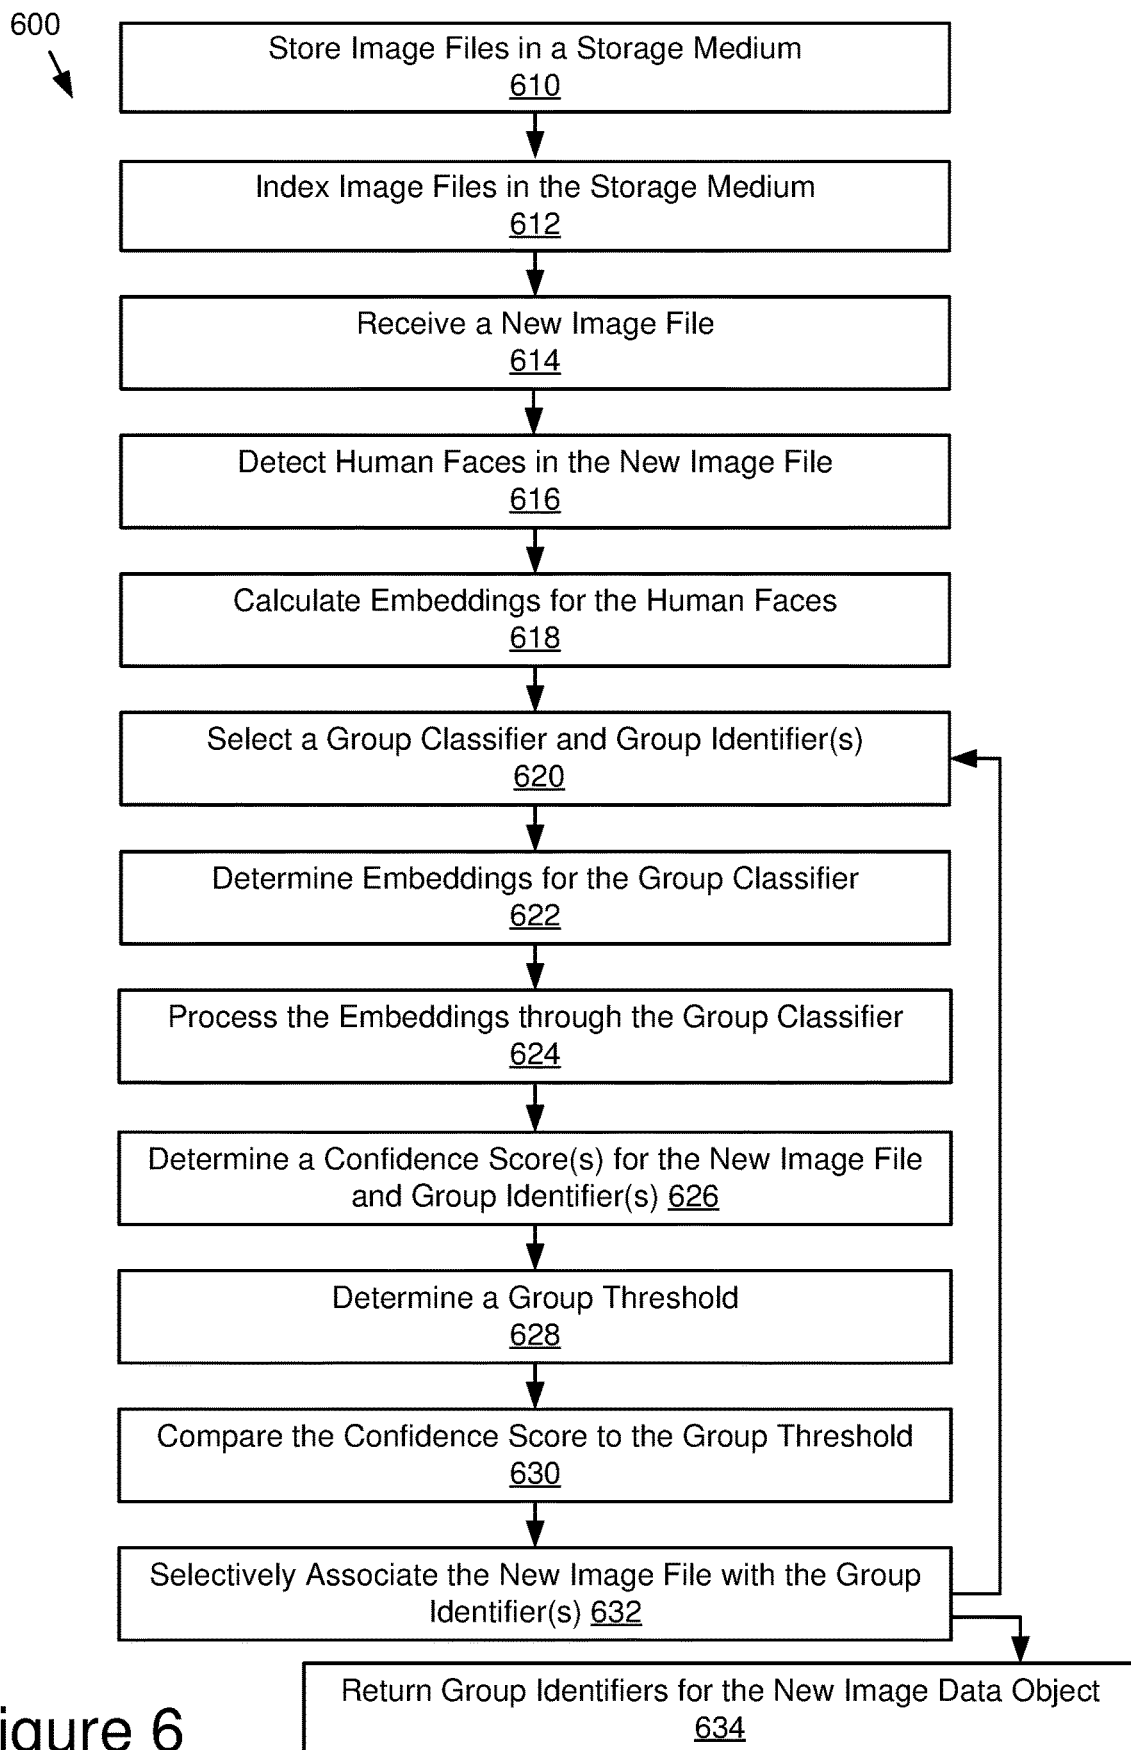 600
Store Image Files in a Storage Medium
610
Index Image Files in the Storage Medium
612
Receive a New Image File
614
Detect Human Faces in the New Image File
616
Calculate Embeddings for the Human Faces
618
Select a Group Classifier and Group Identifier(s)
620
Determine Embeddings for the Group Classifier
622
Process the Embeddings through the Group Classifier
624
Determine a Confidence Score(s) for the New Image File
and Group Identifier(s) 626
Determine a Group Threshold
628
Compare the Confidence Score to the Group Threshold
630
Selectively Associate the New Image File with the Group
Identifier(s) 632
Return Group Identifiers for the New Image Data Object
634
igure 6